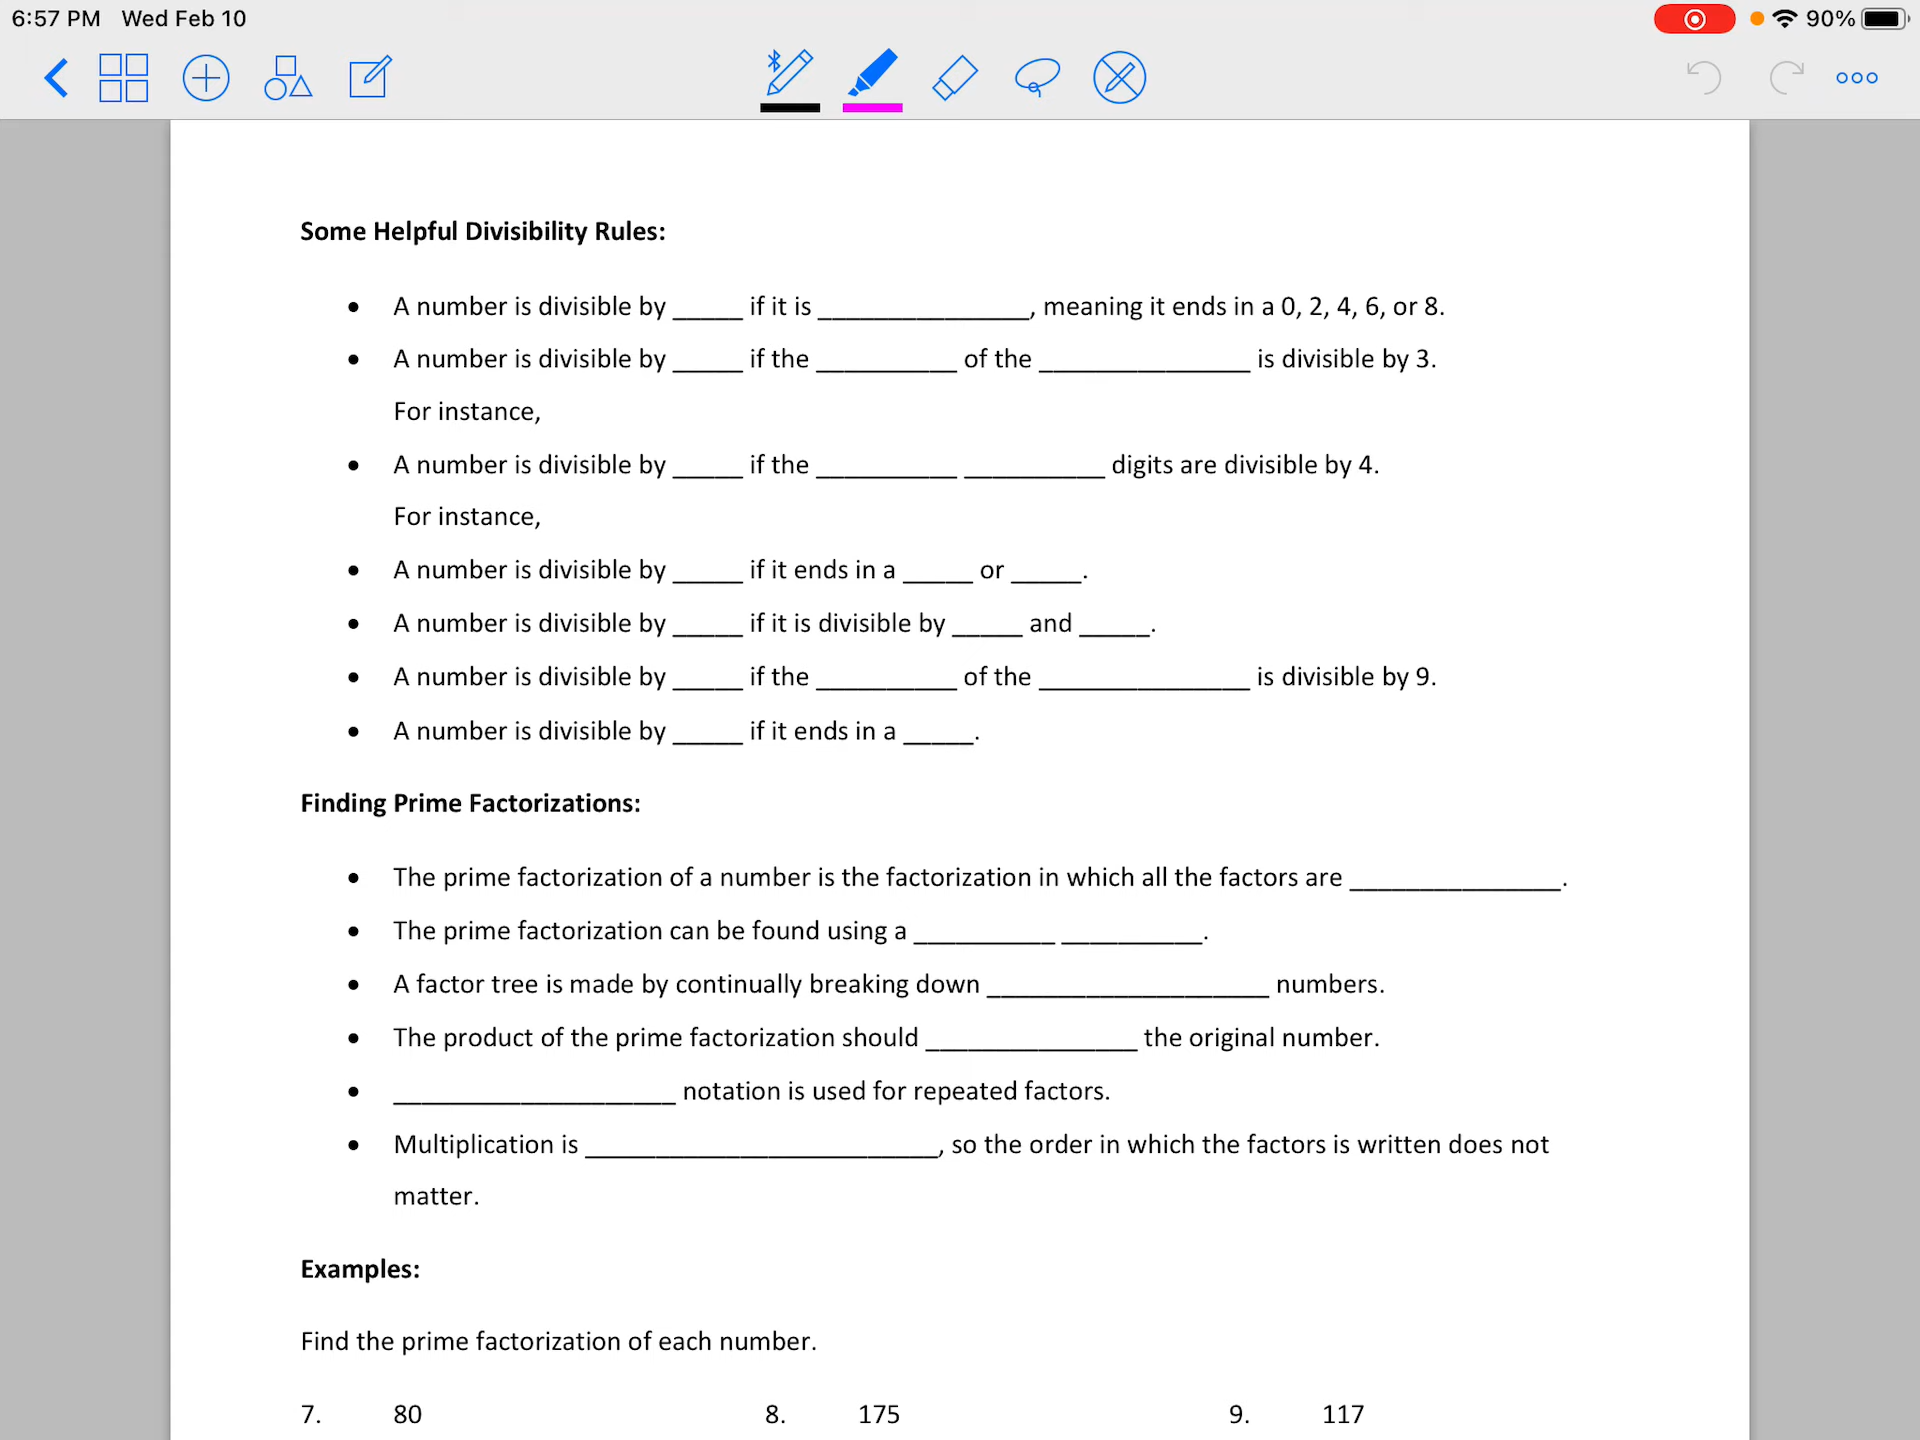 6:57 PM Wed Feb 10 90%
Some Helpful Divisibility Rules:
• A number is divisible by _____ if it is _______________, meaning it ends in a 0, 2, 4, 6, or 8.
• A number is divisible by _____ if the __________ of the _______________ is divisible by 3.
For instance,
• A number is divisible by _____ if the __________ __________ digits are divisible by 4.
For instance,
• A number is divisible by _____ if it ends in a _____ or _____.
• A number is divisible by _____ if it is divisible by _____ and _____.
• A number is divisible by _____ if the __________ of the _______________ is divisible by 9.
• A number is divisible by _____ if it ends in a _____.
Finding Prime Factorizations:
• The prime factorization of a number is the factorization in which all the factors are _______________.
• The prime factorization can be found using a __________ __________.
• A factor tree is made by continually breaking down ____________________ numbers.
• The product of the prime factorization should _______________ the original number.
• ____________________ notation is used for repeated factors.
• Multiplication is _________________________, so the order in which the factors is written does not
matter.
Examples:
Find the prime factorization of each number.
7. 80 8. 175 9. 117